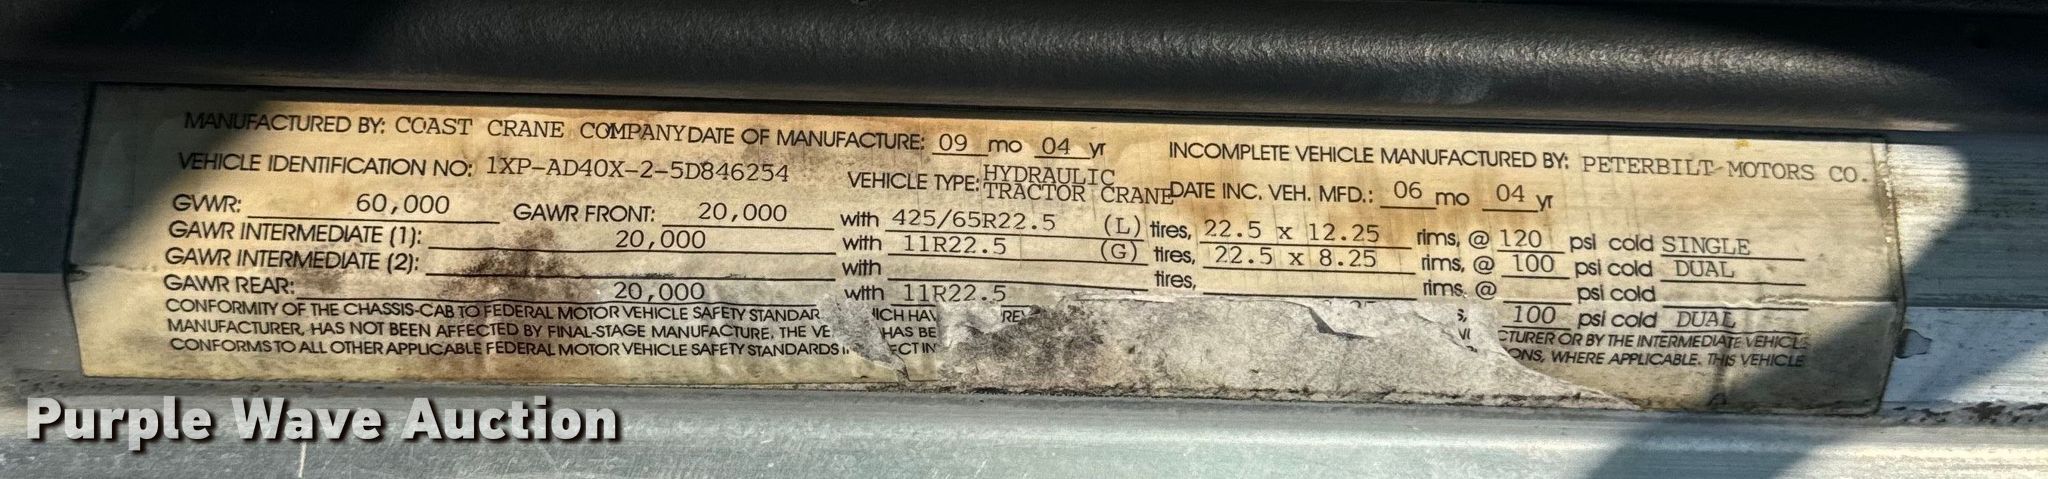 MANUFACTURED BY: COAST CRANE COMPANY DATE OF MANUFACTURE: 09 mo 04 yr INCOMPLETE VEHICLE MANUFACTURED BY: PETERBILT MOTORS CO.
VEHICLE IDENTIFICATION NO: 1XP-AD40X-2-5D846254 VEHICLE TYPE: HYDRAULIC TRACTOR CRANE DATE INC. VEH. MFD.: 06 mo 04 yr
GVWR: 60,000 GAWR FRONT: 20,000 with 425/65R22.5 (L) tires, 22.5 x 12.25 rims, @ 120 psi cold SINGLE
GAWR INTERMEDIATE (1): 20,000 with 11R22.5 (G) tires, 22.5 x 8.25 rims, @ 100 psi cold DUAL
GAWR INTERMEDIATE (2): with tires, rims, @ psi cold
GAWR REAR: 20,000 with 11R22.5 100 psi cold DUAL
CONFORMITY OF THE CHASSIS-CAB TO FEDERAL MOTOR VEHICLE SAFETY STANDAR ICH HAV REV CTURER OR BY THE INTERMEDIATE VEHICLE
MANUFACTURER, HAS NOT BEEN AFFECTED BY FINAL-STAGE MANUFACTURE, THE VE HAS BE ONS, WHERE APPLICABLE. THIS VEHICLE
CONFORMS TO ALL OTHER APPLICABLE FEDERAL MOTOR VEHICLE SAFETY STANDARDS I ECT IN
Purple Wave Auction